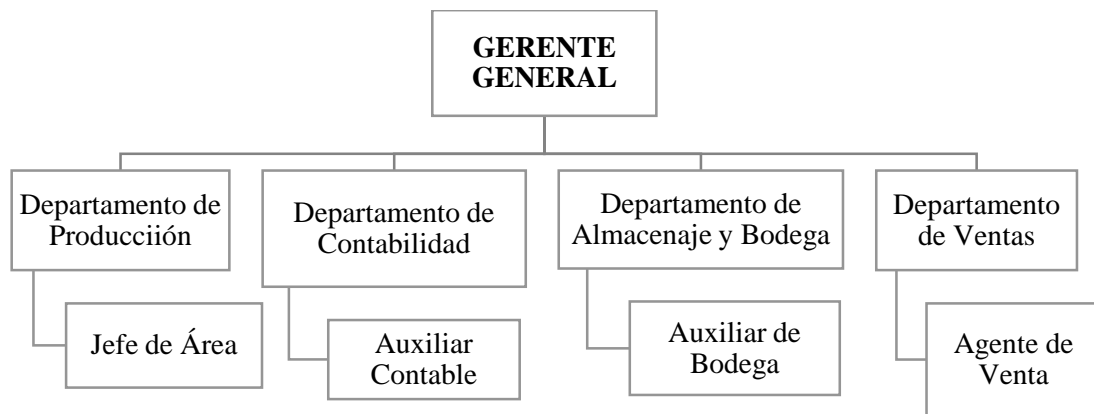 GERENTE
GENERAL
Departamento de
Producciión
Departamento de
Contabilidad
Departamento de
Almacenaje y Bodega
Departamento
de Ventas
Jefe de Área
Auxiliar
Contable
Auxiliar de
Bodega
Agente de
Venta